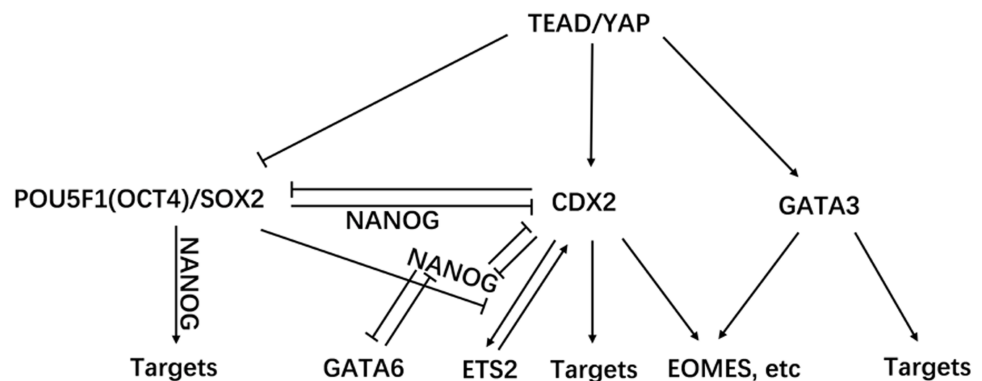 TEAD/YAP
POU5F1(OCT4)/SOX2
CDX2
GATA3
NANOG
NANOG
NANOG
Targets
GATA6
ETS2
Targets
EOMES, etc
Targets